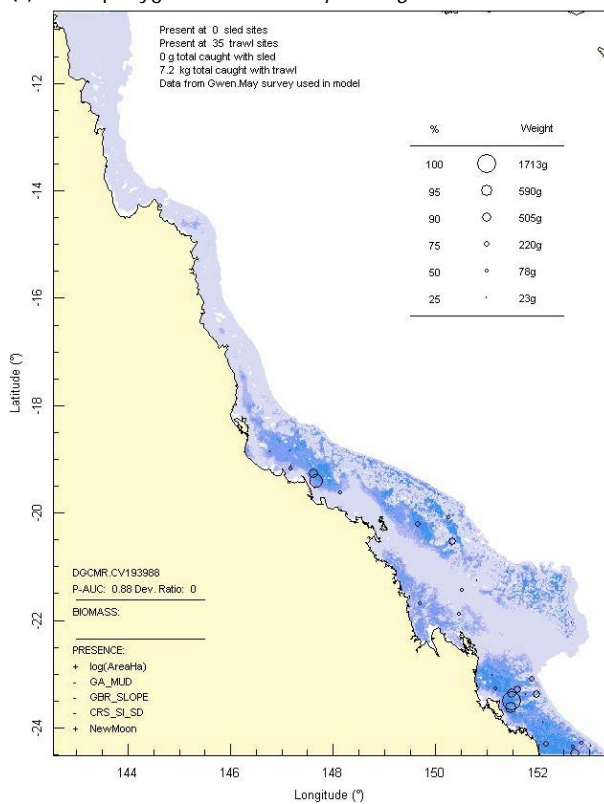 Present at 0 sled sites
Present at 35 trawl sites
0 g total caught with sled
7.2 kg total caught with trawl
Data from Gwen.May survey used in model
% Weight
100 1713g
95 590g
90 505g
75 220g
50 78g
25 23g
-12
-14
-16
-18
-20
-22
-24
Latitude (°)
DGCMR.CV193988
P-AUC: 0.88 Dev. Ratio: 0
BIOMASS:
PRESENCE:
+ log(AreaHa)
- GA_MUD
- GBR_SLOPE
- CRS_SI_SD
+ NewMoon
144 146 148 150 152
Longitude (°)